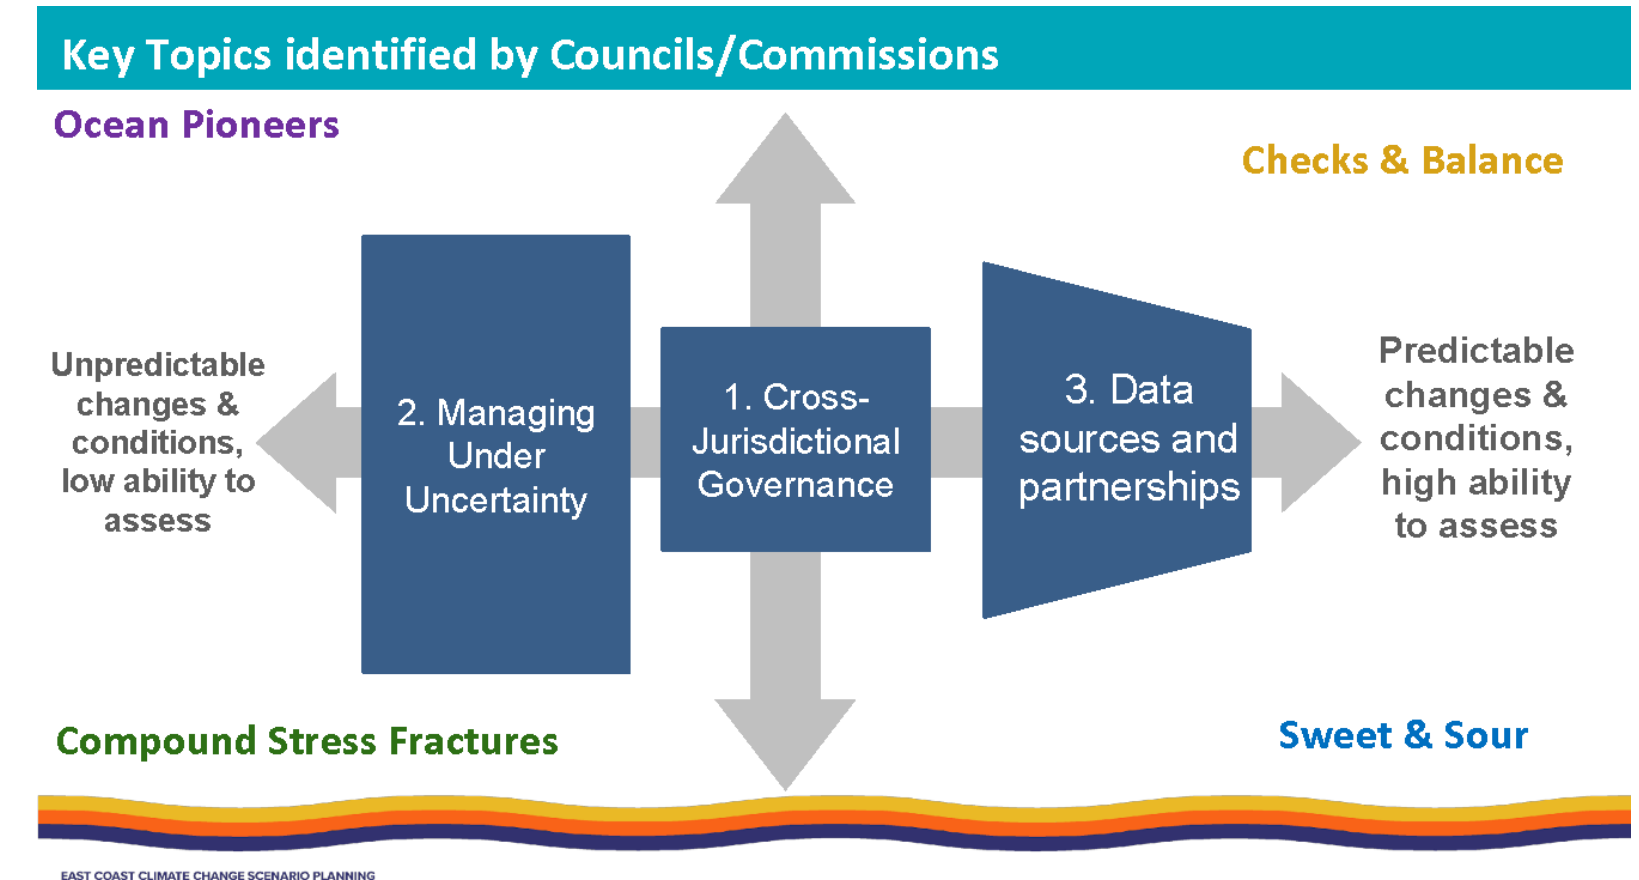 Key Topics identified by Councils/Commissions
Ocean Pioneers
Checks & Balance
Unpredictable
changes &
conditions,
low ability to
assess
2. Managing
Under
Uncertainty
1. Cross-
Jurisdictional
Governance
3. Data
sources and
partnerships
Predictable
changes &
conditions,
high ability
to assess
Compound Stress Fractures
Sweet & Sour
EAST COAST CLIMATE CHANGE SCENARIO PLANNING